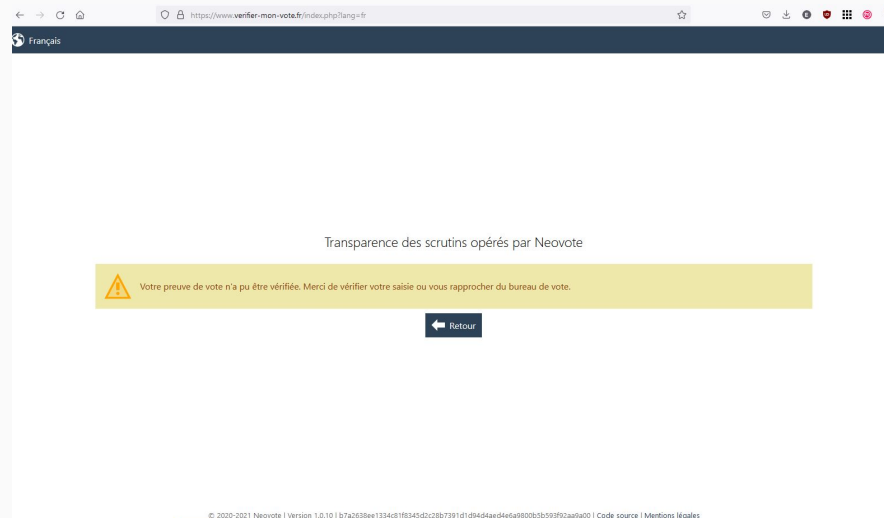 https://www.verifier-mon-vote.fr/index.php?lang=fr
Français
Transparence des scrutins opérés par Neovote
Votre preuve de vote n'a pu être vérifiée. Merci de vérifier votre saisie ou vous rapprocher du bureau de vote.
Retour
© 2020-2021 Neovote | Version 1.0.10 | b7a2638ee1334c81f8345d2c28b7391d1d94d4aed4e6a9800b5b593f92aa9a00 | Code source | Mentions légales